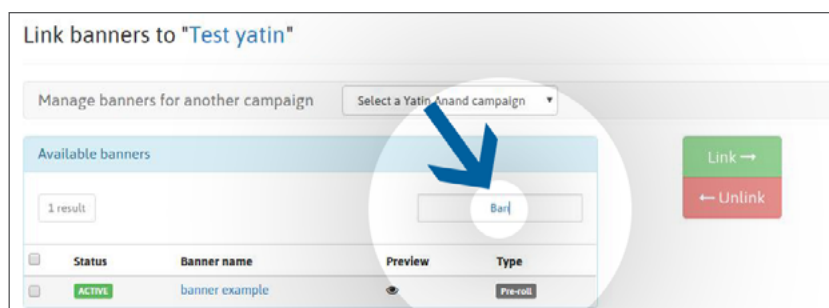 Link banners to "Test yatin"
Manage banners for another campaign Select a Yatin Anand campaign
Available banners
Link →
1 result Ban
← Unlink
Status Banner name Preview Type
ACTIVE banner example Pre-roll